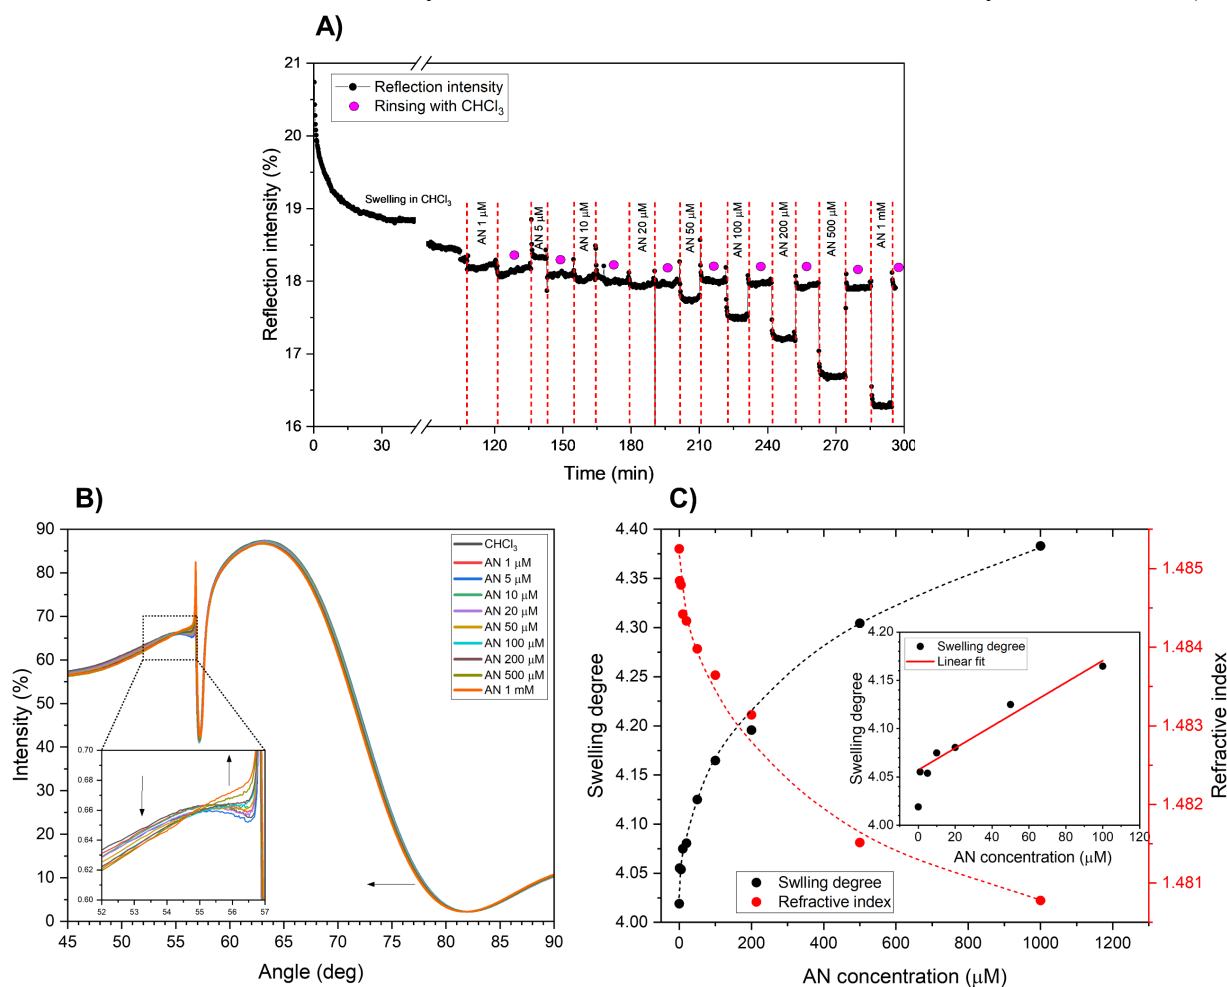 A)
21
20
19
18
17
16
Reflection intensity (%)
Reflection intensity
Rinsing with CHCl3
Swelling in CHCl3
AN 1 μM
AN 5 μM
AN 10 μM
AN 20 μM
AN 50 μM
AN 100 μM
AN 200 μM
AN 500 μM
AN 1 mM
0 30 120 150 180 210 240 270 300
Time (min)
B)
90
80
70
60
50
40
30
20
10
0
Intensity (%)
CHCl3
AN 1 μM
AN 5 μM
AN 10 μM
AN 20 μM
AN 50 μM
AN 100 μM
AN 200 μM
AN 500 μM
AN 1 mM
0.70
0.68
0.66
0.64
0.62
0.60
52 53 54 55 56 57
45 50 55 60 65 70 75 80 85 90
Angle (deg)
C)
4.40
4.35
4.30
4.25
4.20
4.15
4.10
4.05
4.00
Swelling degree
1.485
1.484
1.483
1.482
1.481
Refractive index
4.20
4.15
4.10
4.05
4.00
Swelling degree
Swelling degree
Linear fit
0 20 40 60 80 100 120
AN concentration (μM)
Swlling degree
Refractive index
0 200 400 600 800 1000 1200
AN concentration (μM)